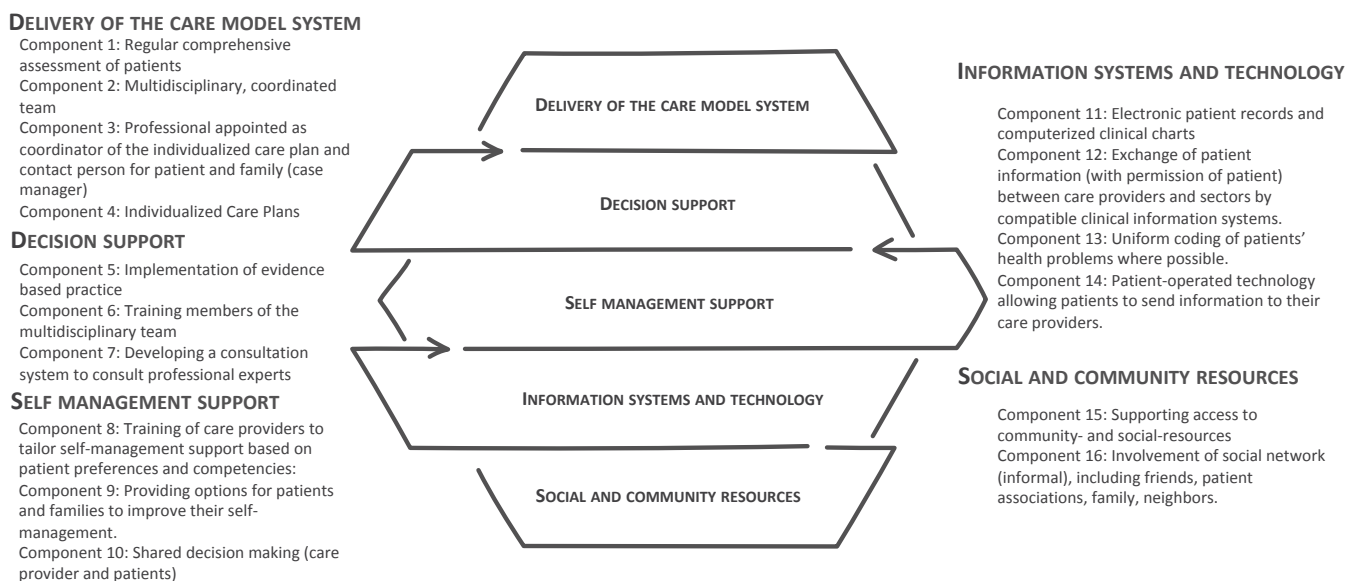 DELIVERY OF THE CARE MODEL SYSTEM
Component 1: Regular comprehensive
assessment of patients
Component 2: Multidisciplinary, coordinated
team
Component 3: Professional appointed as
coordinator of the individualized care plan and
contact person for patient and family (case
manager)
Component 4: Individualized Care Plans
DECISION SUPPORT
Component 5: Implementation of evidence
based practice
Component 6: Training members of the
multidisciplinary team
Component 7: Developing a consultation
system to consult professional experts
SELF MANAGEMENT SUPPORT
Component 8: Training of care providers to
tailor self-management support based on
patient preferences and competencies:
Component 9: Providing options for patients
and families to improve their self-
management.
Component 10: Shared decision making (care
provider and patients)
DELIVERY OF THE CARE MODEL SYSTEM
DECISION SUPPORT
SELF MANAGEMENT SUPPORT
INFORMATION SYSTEMS AND TECHNOLOGY
SOCIAL AND COMMUNITY RESOURCES
INFORMATION SYSTEMS AND TECHNOLOGY
Component 11: Electronic patient records and
computerized clinical charts
Component 12: Exchange of patient
information (with permission of patient)
between care providers and sectors by
compatible clinical information systems.
Component 13: Uniform coding of patients'
health problems where possible.
Component 14: Patient-operated technology
allowing patients to send information to their
care providers.
SOCIAL AND COMMUNITY RESOURCES
Component 15: Supporting access to
community- and social-resources
Component 16: Involvement of social network
(informal), including friends, patient
associations, family, neighbors.